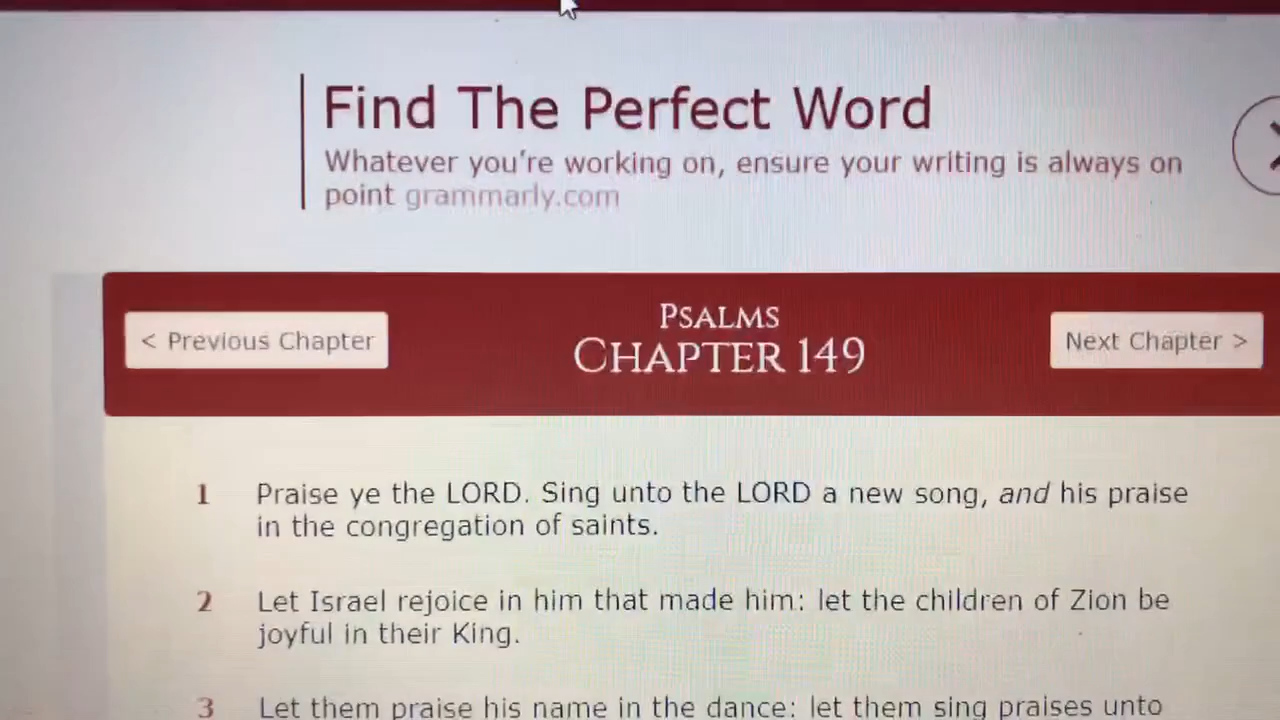 Find The Perfect Word
Whatever you're working on, ensure your writing is always on
point grammarly.com
< Previous Chapter
PSALMS
CHAPTER 149
Next Chapter >
1 Praise ye the LORD. Sing unto the LORD a new song, and his praise
in the congregation of saints.
2 Let Israel rejoice in him that made him: let the children of Zion be
joyful in their King.
3 Let them praise his name in the dance: let them sing praises unto